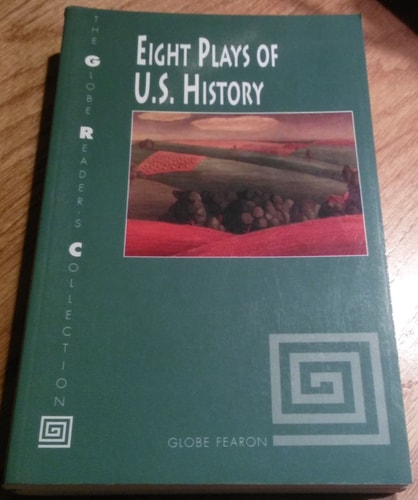 THE GLOBE READER'S COLLECTION
EIGHT PLAYS OF
U.S. HISTORY
GLOBE FEARON